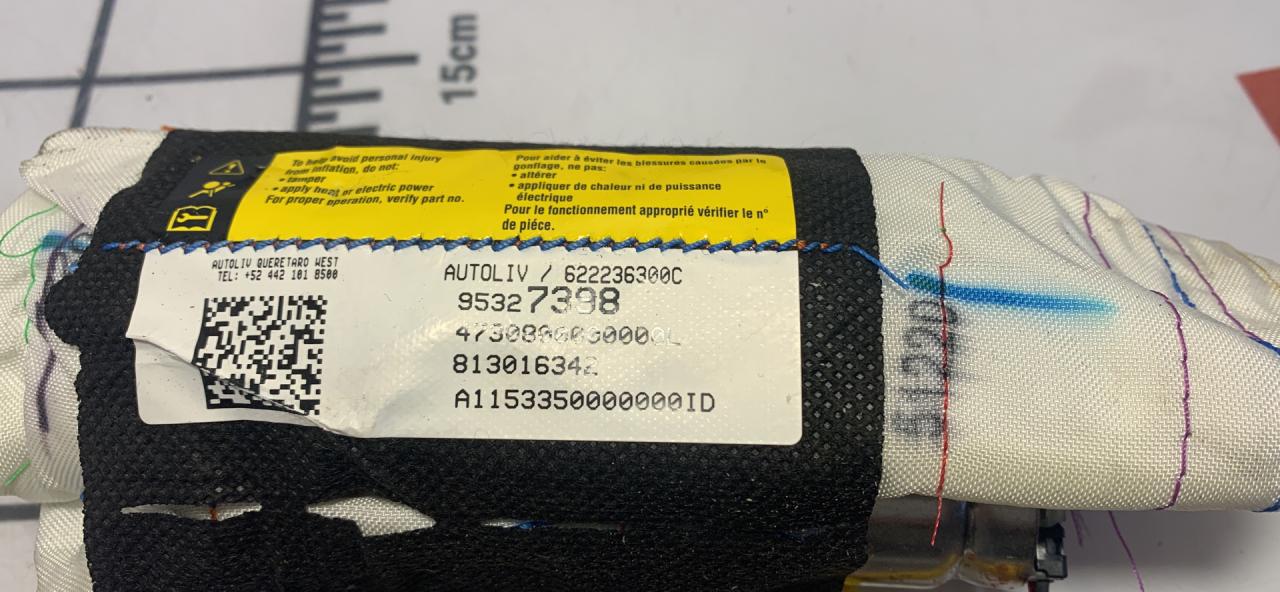 15cm
To help avoid personal injury
from inflation, do not:
• tamper
• apply heat or electric power
For proper operation, verify part no.
Pour aider à éviter les blessures causées par le
gonflage, ne pas:
• altérer
• appliquer de chaleur ni de puissance
électrique
Pour le fonctionnement approprié vérifier le n°
de piéce.
AUTOLIV QUERETARO WEST
TEL: +52 442 101 8500
AUTOLIV / 622236300C
95327398
A1153350000000ID